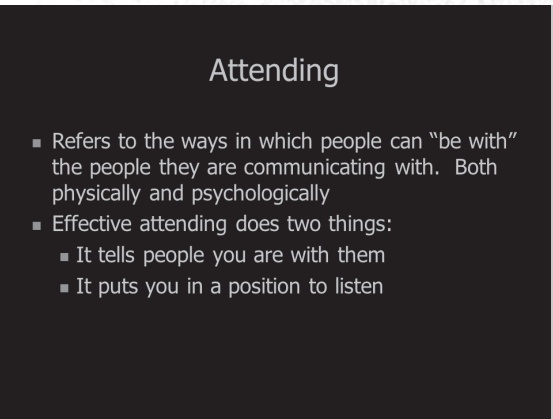 Attending
Refers to the ways in which people can “be with”
the people they are communicating with.  Both
physically and psychologically
Effective attending does two things:
It tells people you are with them
It puts you in a position to listen